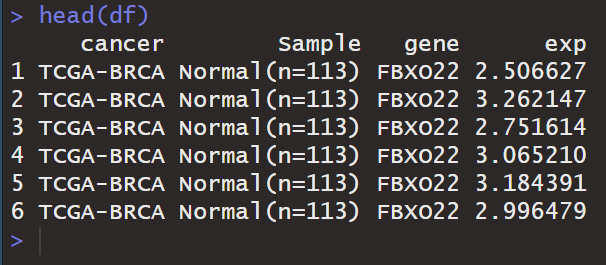 > head(df)
cancer Sample gene exp
1 TCGA-BRCA Normal(n=113) FBXO22 2.506627
2 TCGA-BRCA Normal(n=113) FBXO22 3.262147
3 TCGA-BRCA Normal(n=113) FBXO22 2.751614
4 TCGA-BRCA Normal(n=113) FBXO22 3.065210
5 TCGA-BRCA Normal(n=113) FBXO22 3.184391
6 TCGA-BRCA Normal(n=113) FBXO22 2.996479
>